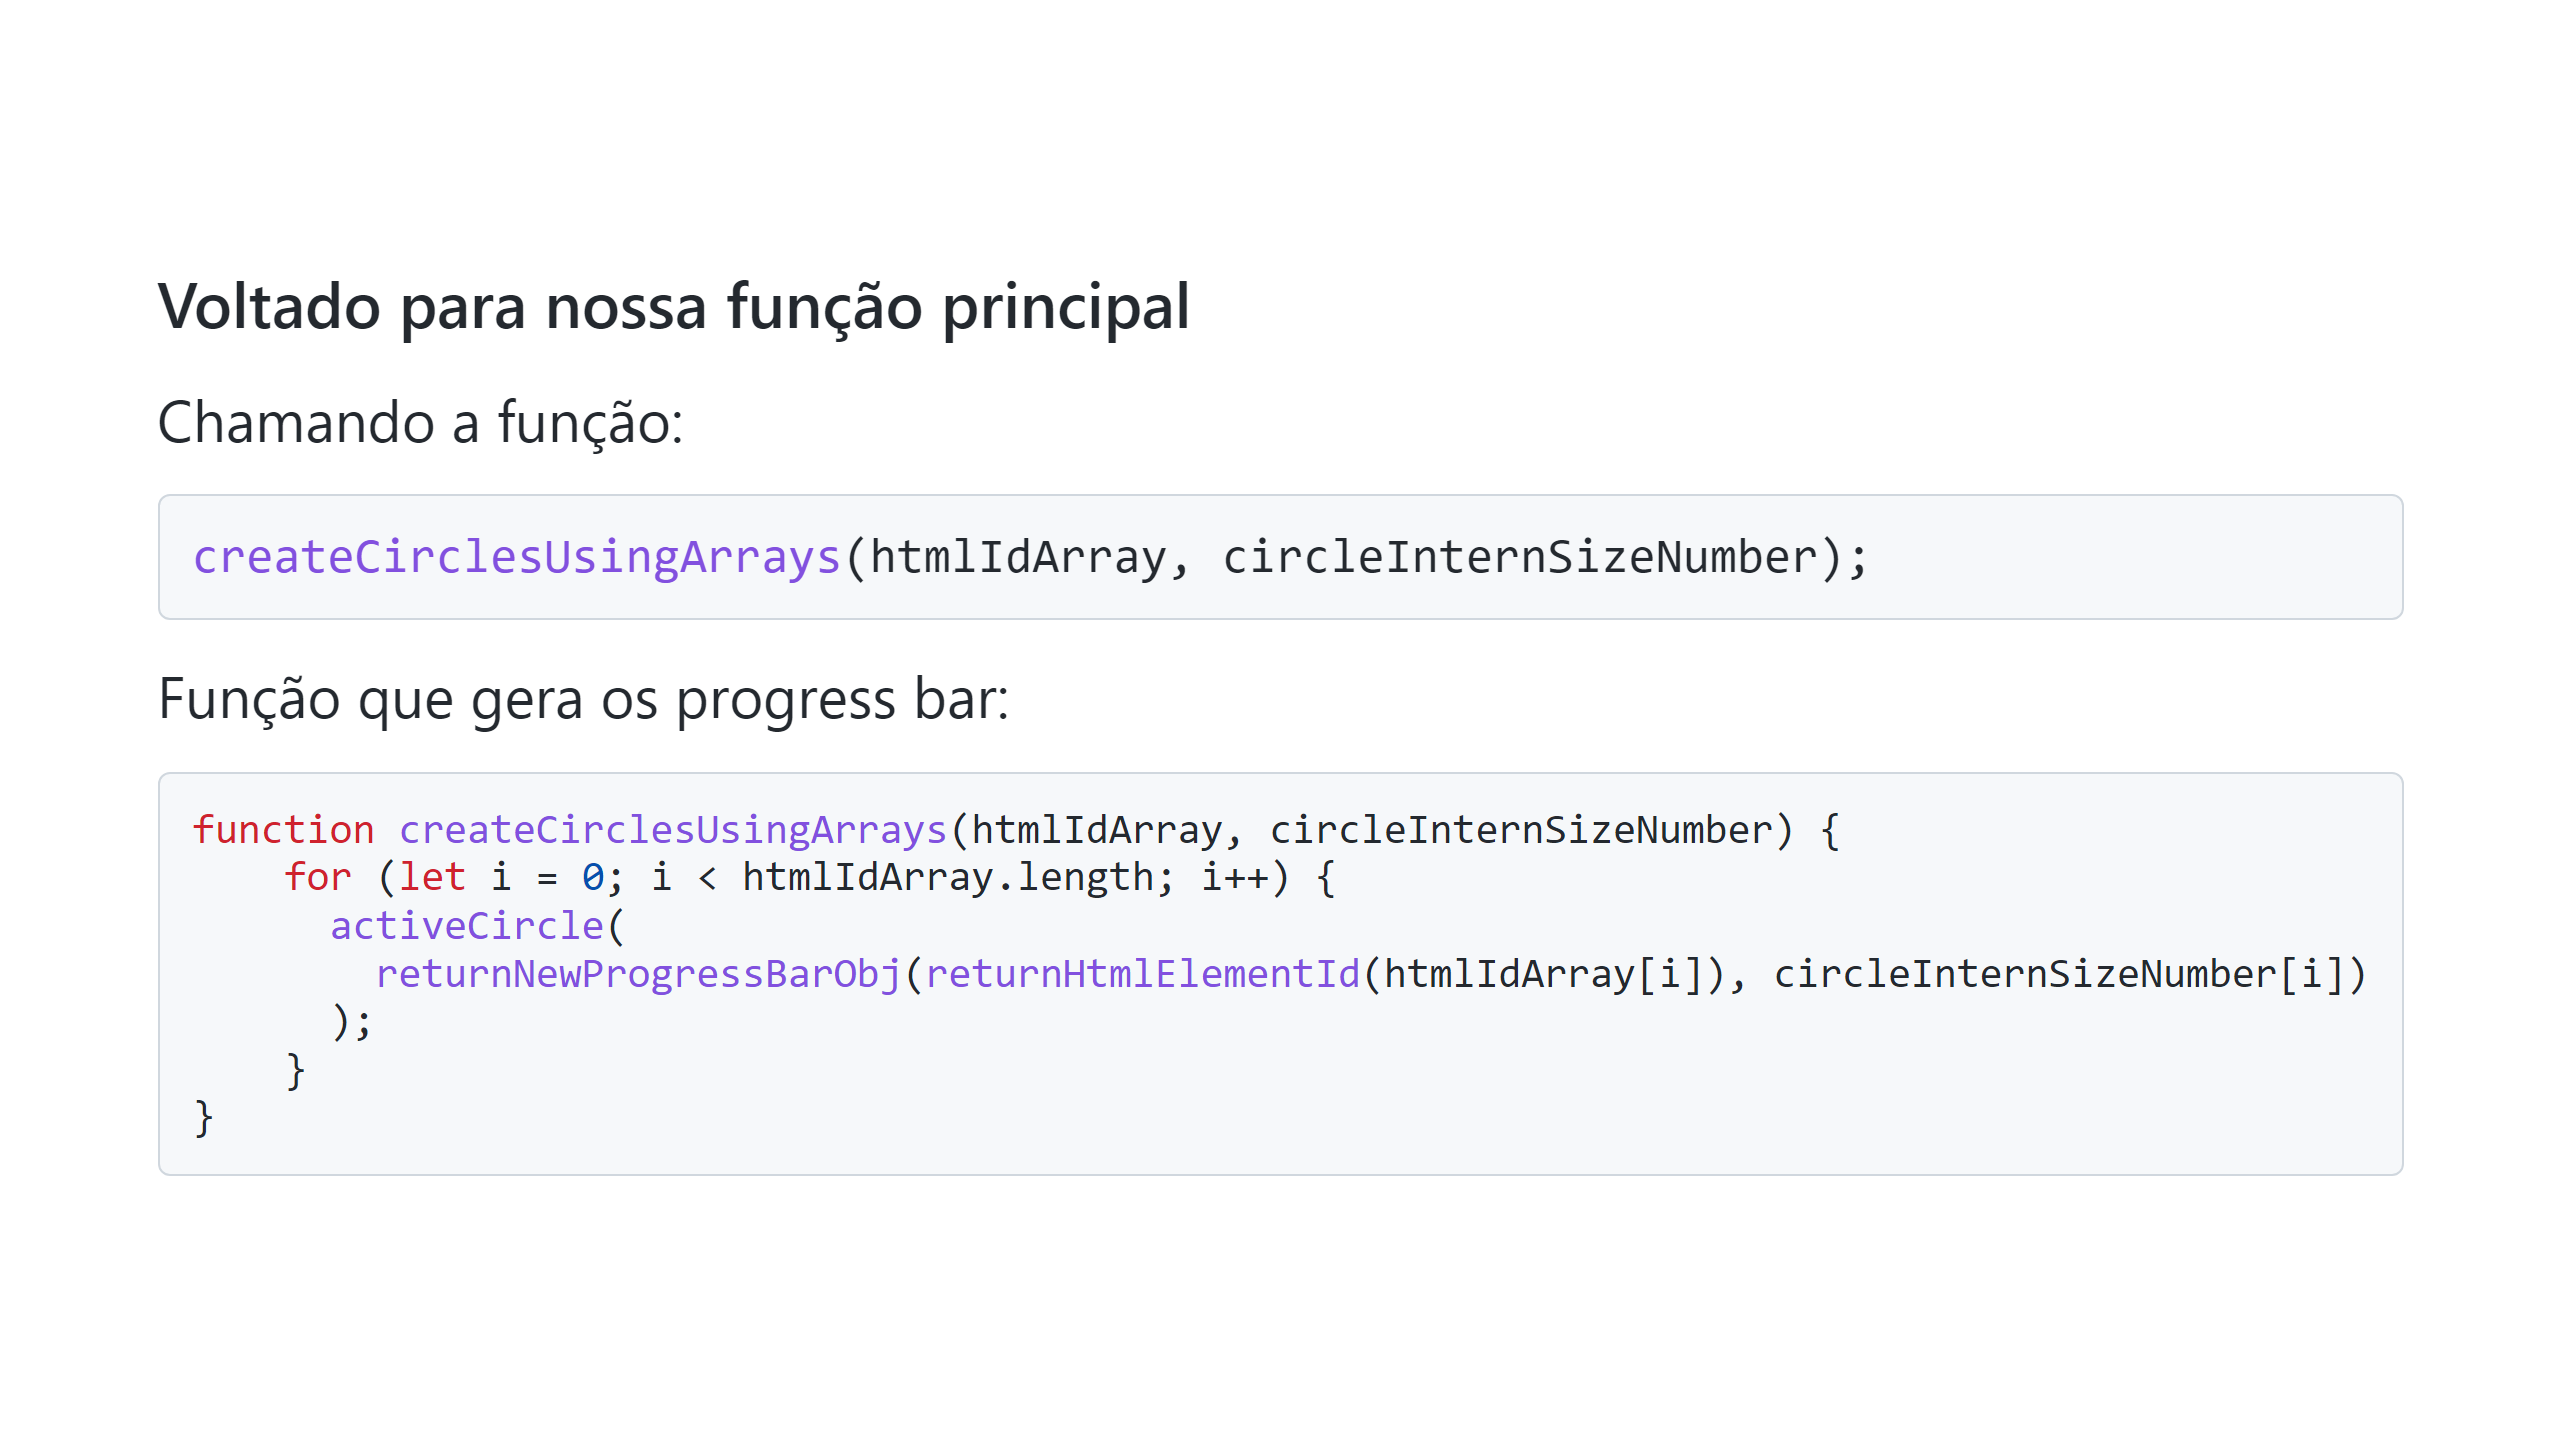 Voltado para nossa função principal
Chamando a função:
createCirclesUsingArrays(htmlIdArray, circleInternSizeNumber);
Função que gera os progress bar:
function createCirclesUsingArrays(htmlIdArray, circleInternSizeNumber) {
    for (let i = 0; i < htmlIdArray.length; i++) {
      activeCircle(
        returnNewProgressBarObj(returnHtmlElementId(htmlIdArray[i]), circleInternSizeNumber[i])
      );
    }
}